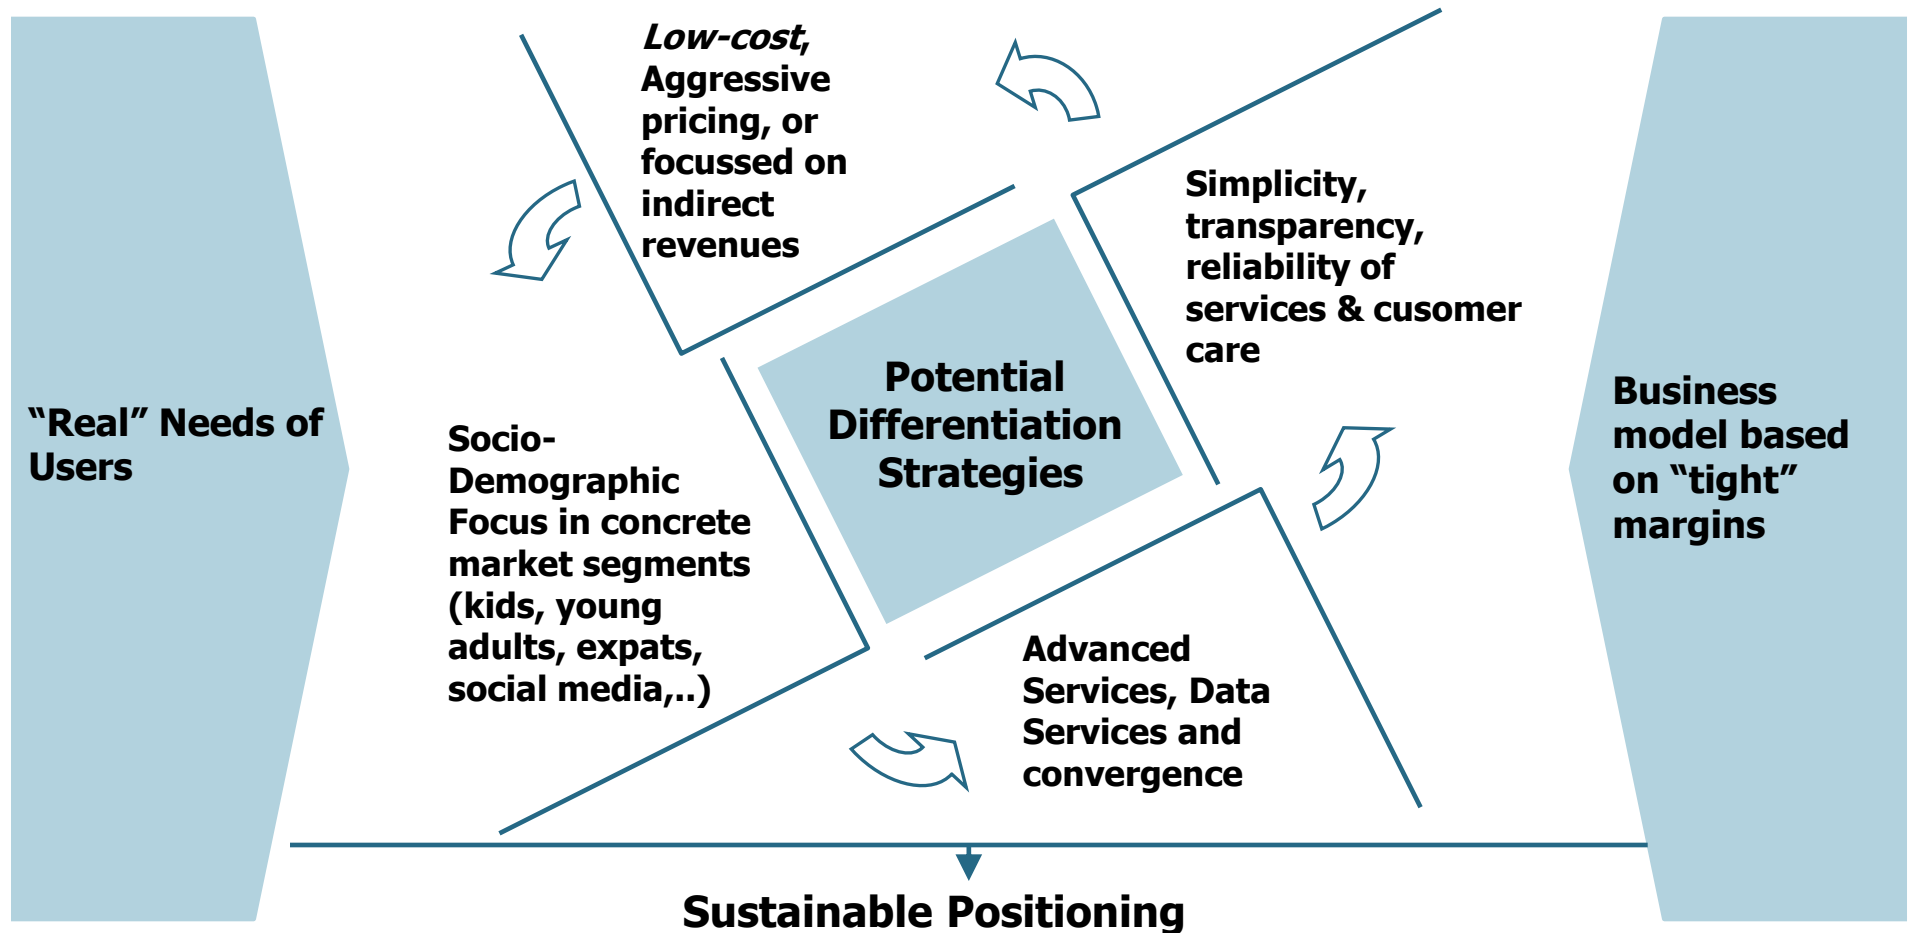 “Real” Needs of
Users
Low-cost,
Aggressive
pricing, or
focussed on
indirect
revenues
Simplicity,
transparency,
reliability of
services & cusomer
care
Potential
Differentiation
Strategies
Socio-
Demographic
Focus in concrete
market segments
(kids, young
adults, expats,
social media,..)
Advanced
Services, Data
Services and
convergence
Business
model based
on “tight”
margins
Sustainable Positioning